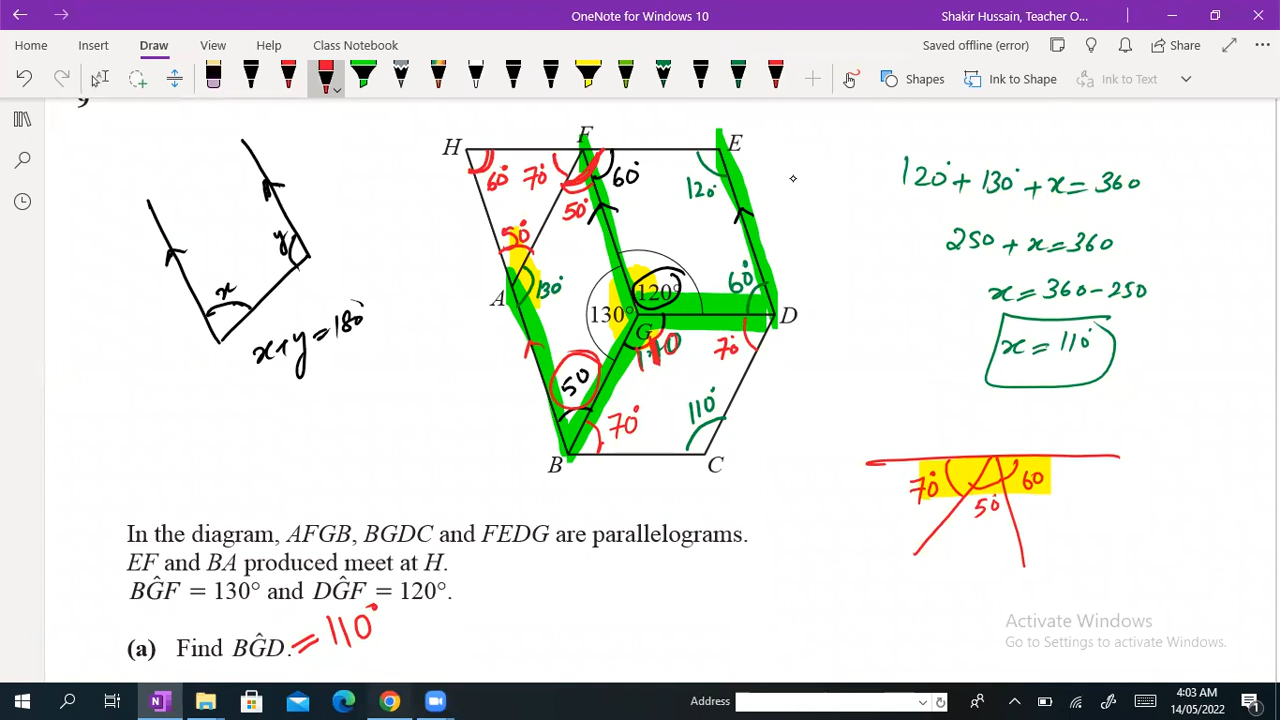 OneNote for Windows 10
Shakir Hussain, Teacher O...
Home Insert Draw View Help Class Notebook
Saved offline (error) Share
Shapes Ink to Shape Ink to Text
H F E
60° 70° 50° 60° 120°
50°
y
x
A 130° 120° 60°
130° G D
x+y=180
110 70°
50
70° 110°
B C
120° + 130° + x = 360
250 + x = 360
x = 360 - 250
x = 110°
70° 50° 60
In the diagram, AFGB, BGDC and FEDG are parallelograms.
EF and BA produced meet at H.
BĜF = 130° and DĜF = 120°.
(a) Find BĜD. = 110°
Activate Windows
Go to Settings to activate Windows.
Address
4:03 AM
14/05/2022